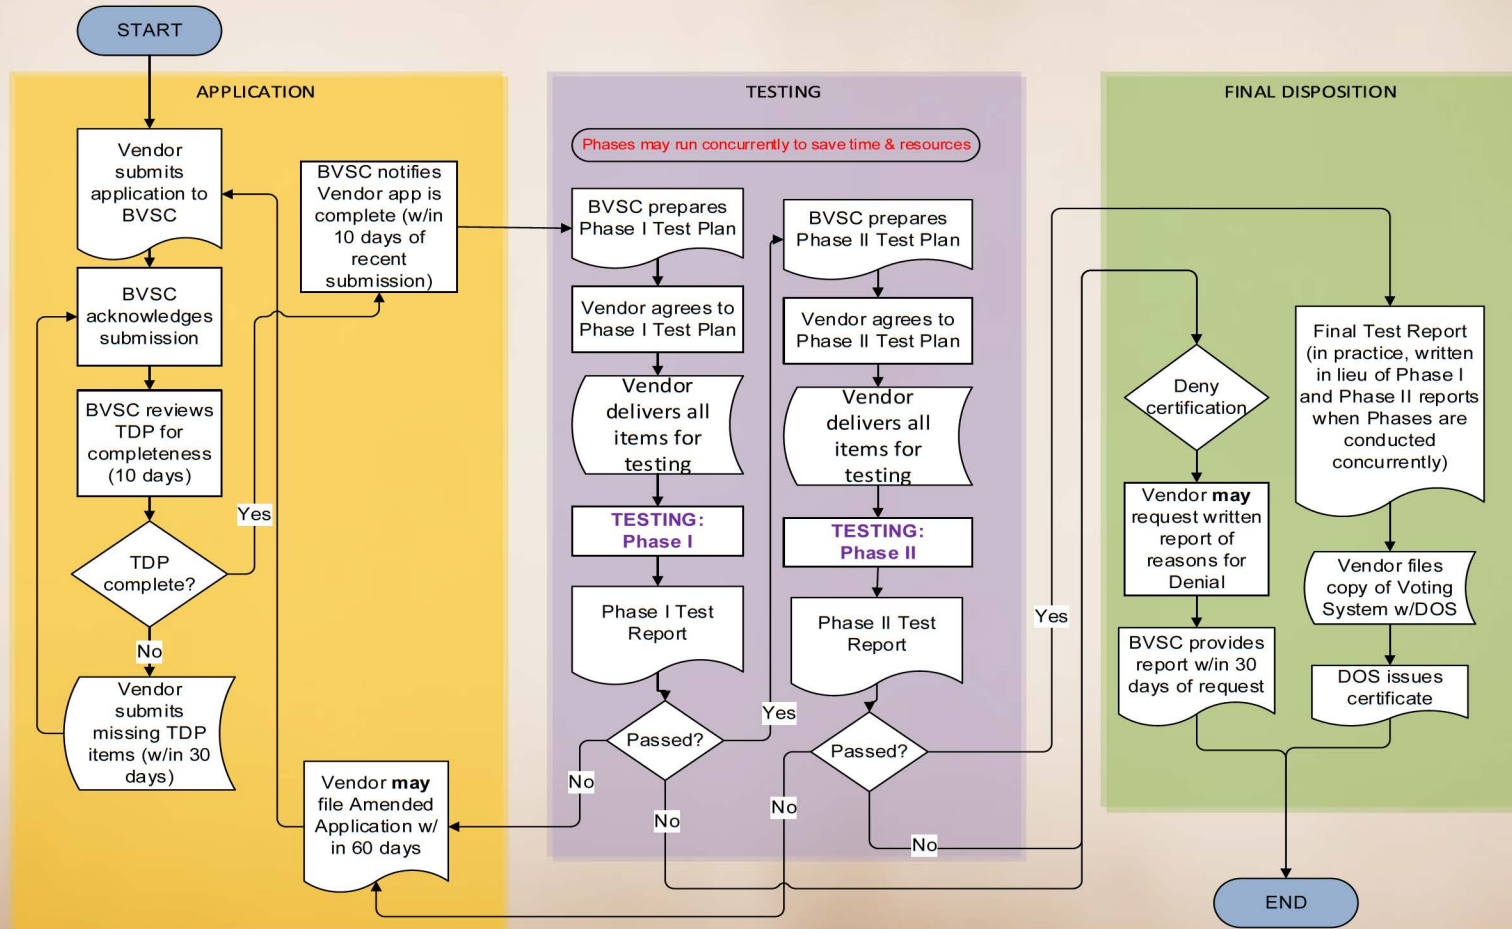 START
APPLICATION
Vendor
submits
application to
BVSC
BVSC
acknowledges
submission
BVSC reviews
TDP for
completeness
(10 days)
TDP
complete?
Yes
No
Vendor
submits
missing TDP
items (w/in 30
days)
BVSC notifies
Vendor app is
complete (w/in
10 days of
recent
submission)
Vendor may
file Amended
Application w/
in 60 days
TESTING
Phases may run concurrently to save time & resources
BVSC prepares
Phase I Test Plan
Vendor agrees to
Phase I Test Plan
Vendor
delivers all
items for
testing
TESTING:
Phase I
Phase I Test
Report
Passed?
Yes
No
No
BVSC prepares
Phase II Test Plan
Vendor agrees to
Phase II Test Plan
Vendor
delivers all
items for
testing
TESTING:
Phase II
Phase II Test
Report
Passed?
Yes
No
No
FINAL DISPOSITION
Deny
certification
Vendor may
request written
report of
reasons for
Denial
BVSC provides
report w/in 30
days of request
Final Test Report
(in practice, written
in lieu of Phase I
and Phase II reports
when Phases are
conducted
concurrently)
Vendor files
copy of Voting
System w/DOS
DOS issues
certificate
END